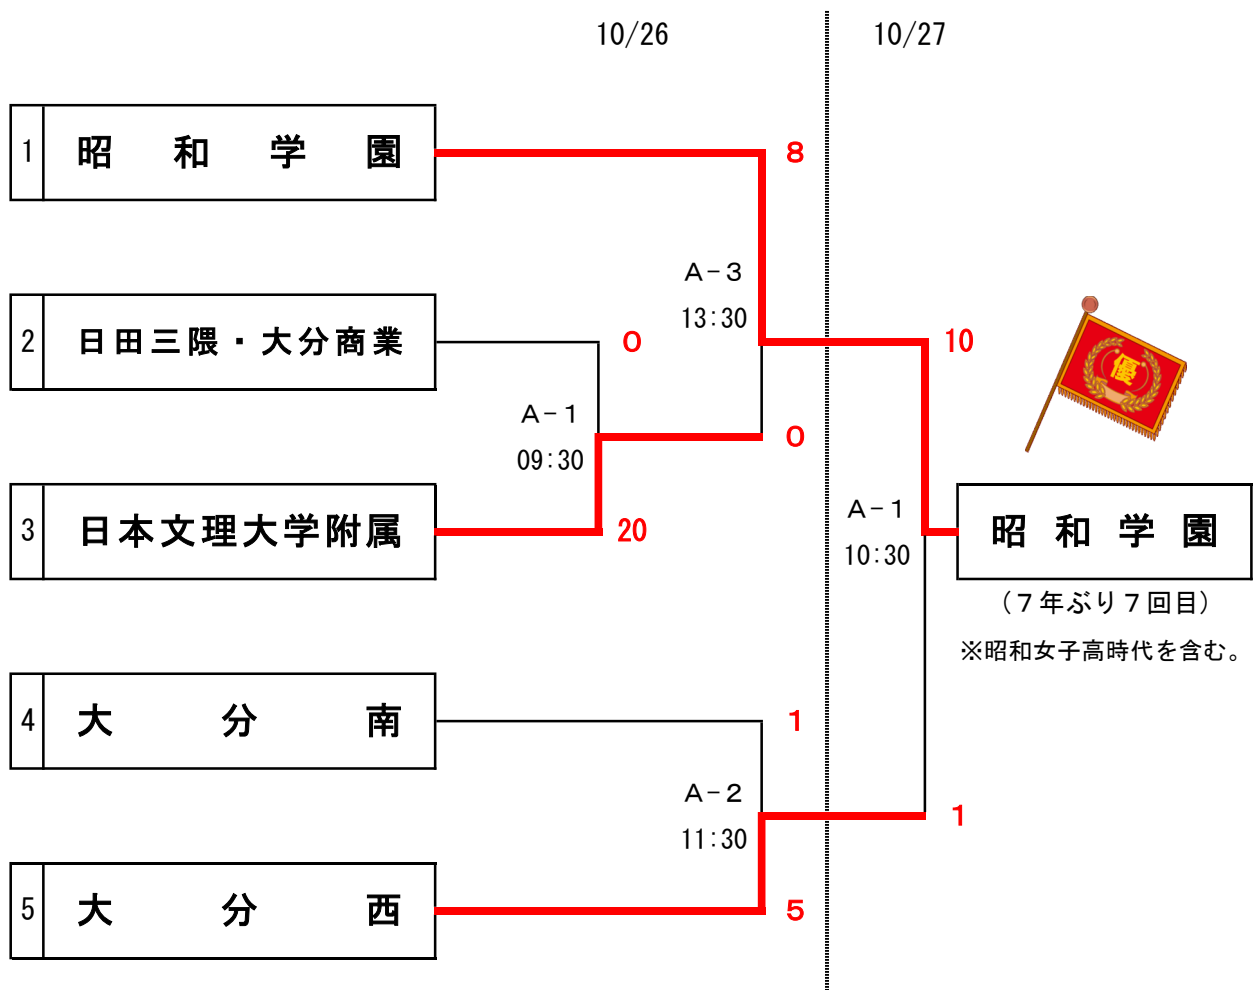 10/26
10/27
1 昭和学園
8
A-3
13:30
2 日田三隈・大分商業
0
10
優
A-1
09:30
0
3 日本文理大学附属
20
A-1
10:30
昭和学園
(7年ぶり7回目)
※昭和女子高時代を含む。
4 大分南
1
A-2
11:30
1
5 大分西
5